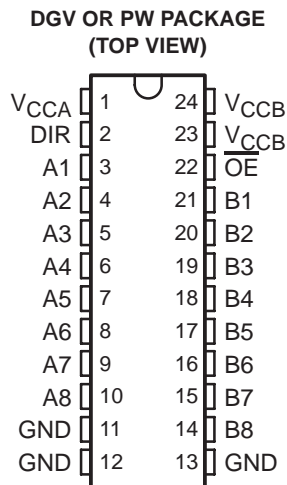 DGV OR PW PACKAGE
(TOP VIEW)
VCCA 1 24 VCCB
DIR 2 23 VCCB
A1 3 22 OE
A2 4 21 B1
A3 5 20 B2
A4 6 19 B3
A5 7 18 B4
A6 8 17 B5
A7 9 16 B6
A8 10 15 B7
GND 11 14 B8
GND 12 13 GND